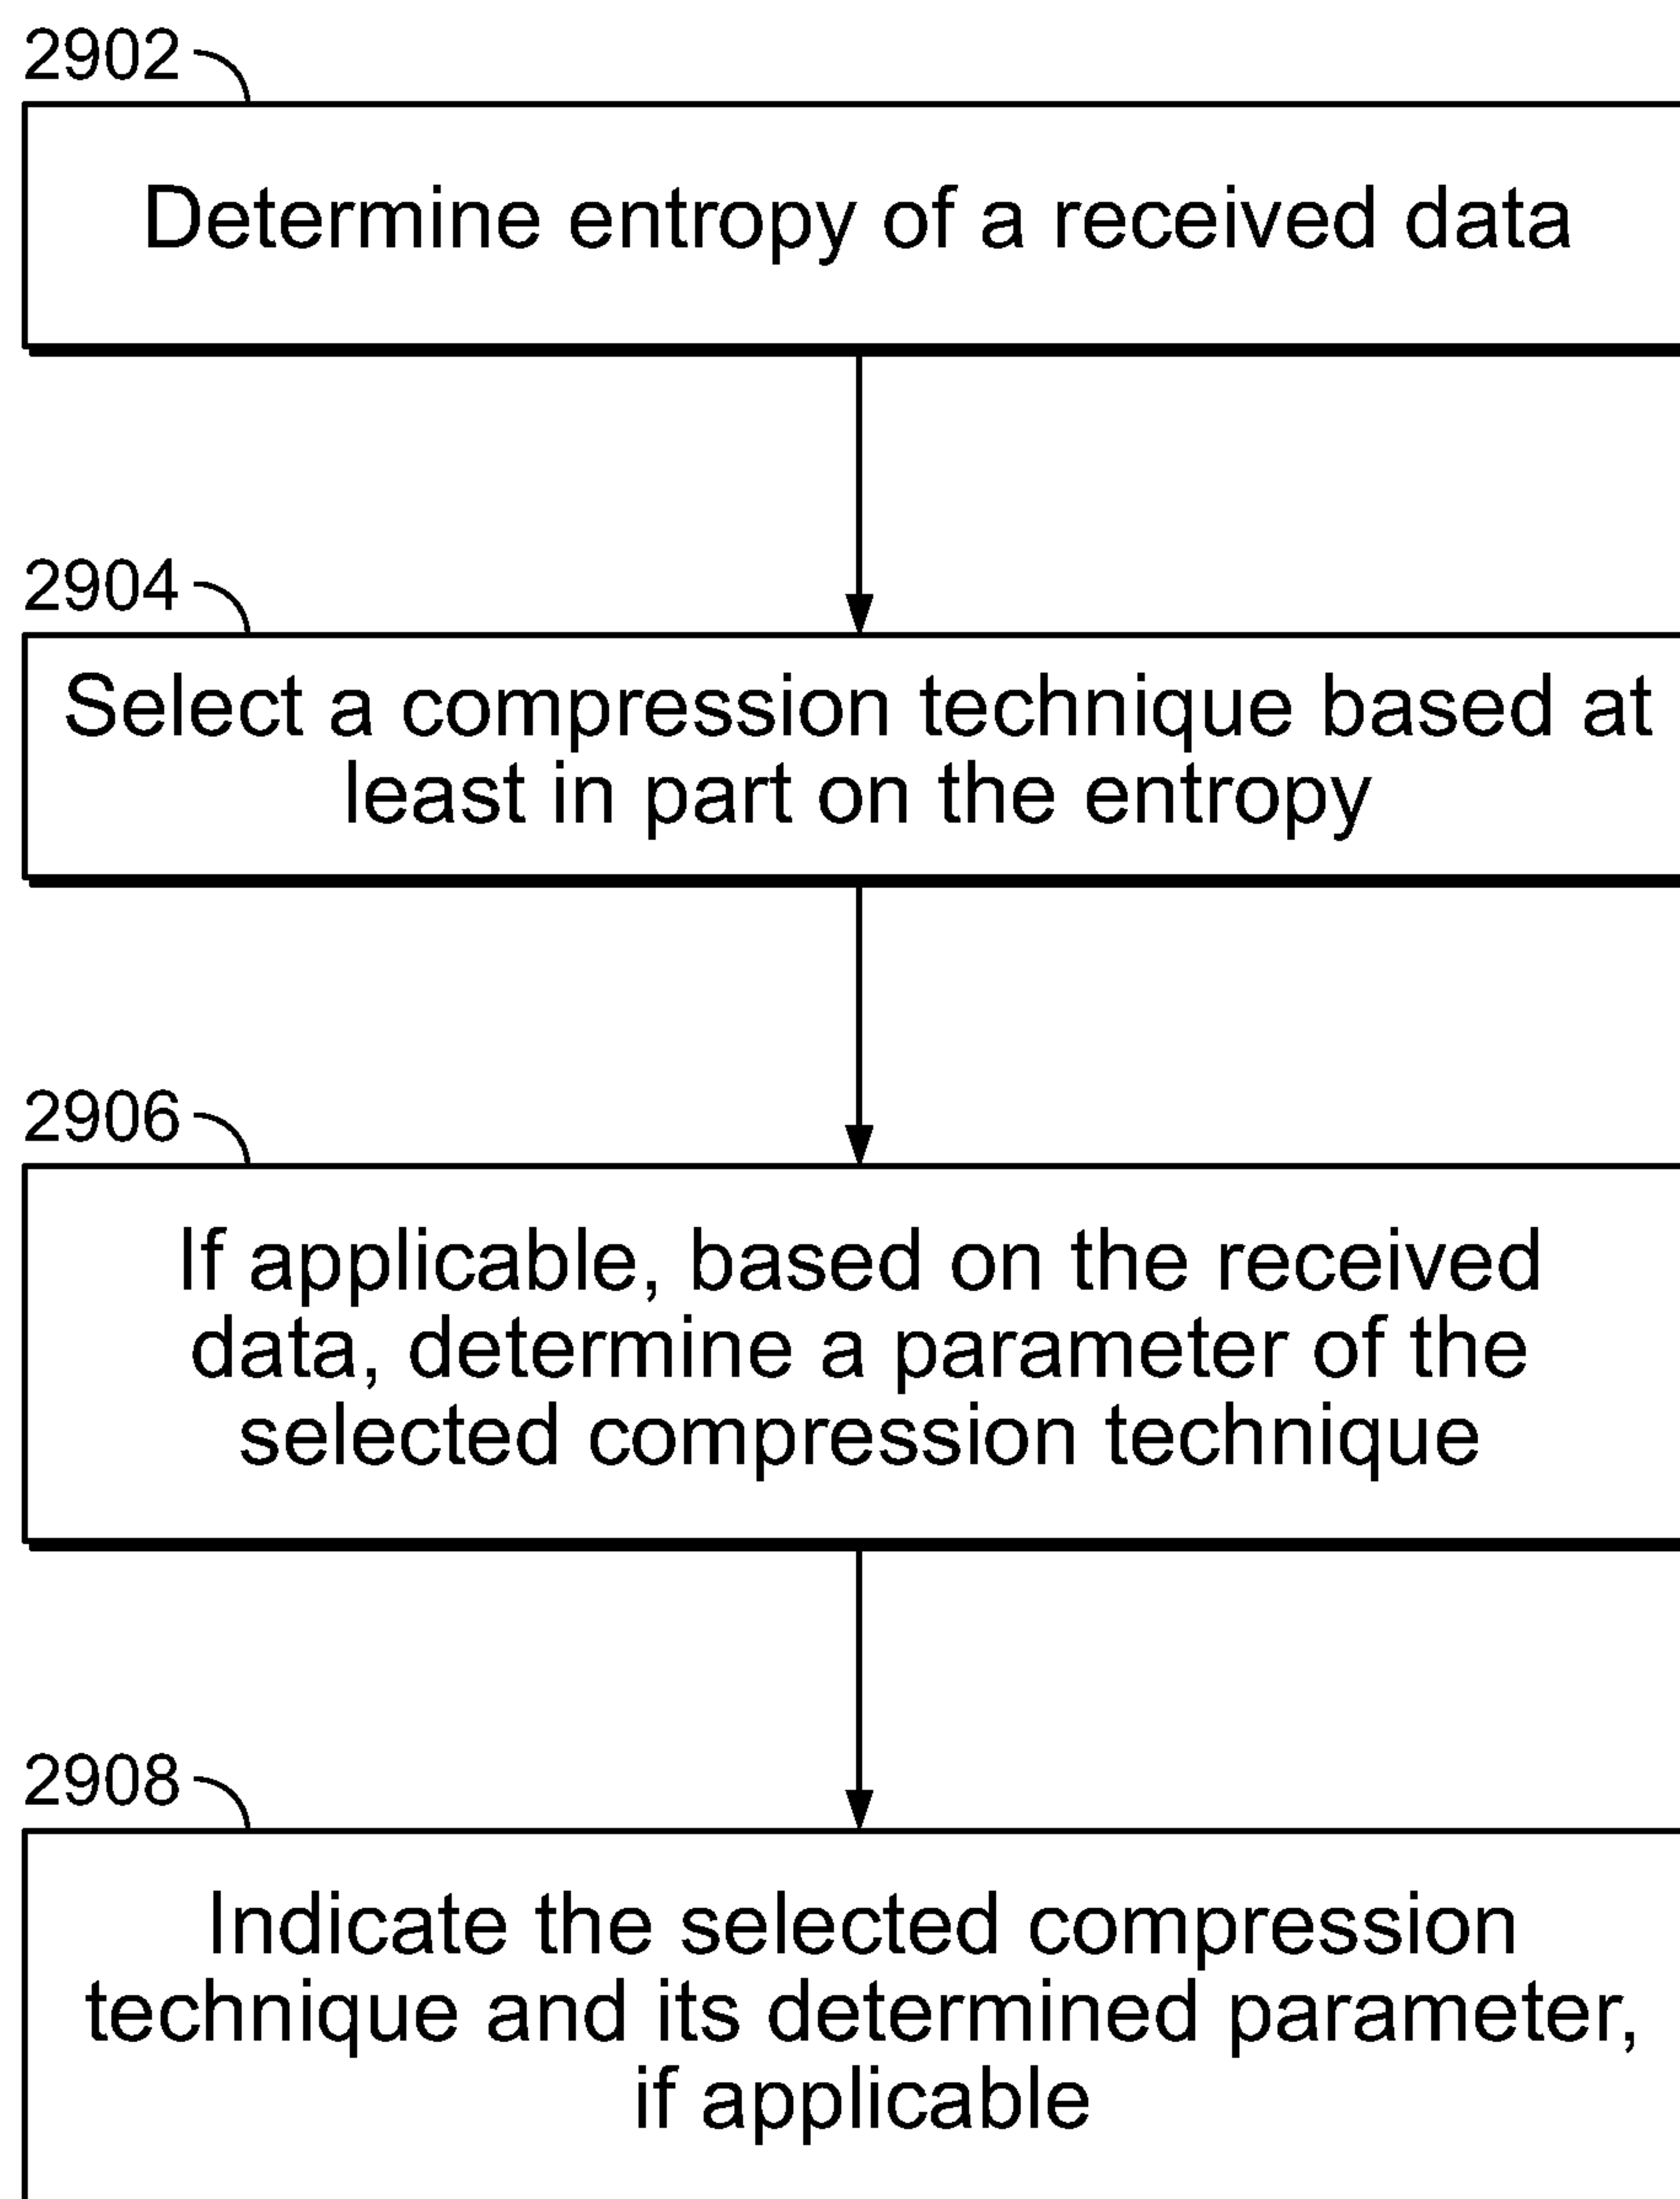 2902
Determine entropy of a received data
2904
Select a compression technique based at
least in part on the entropy
2906
If applicable, based on the received
data, determine a parameter of the
selected compression technique
2908
Indicate the selected compression
technique and its determined parameter,
if applicable